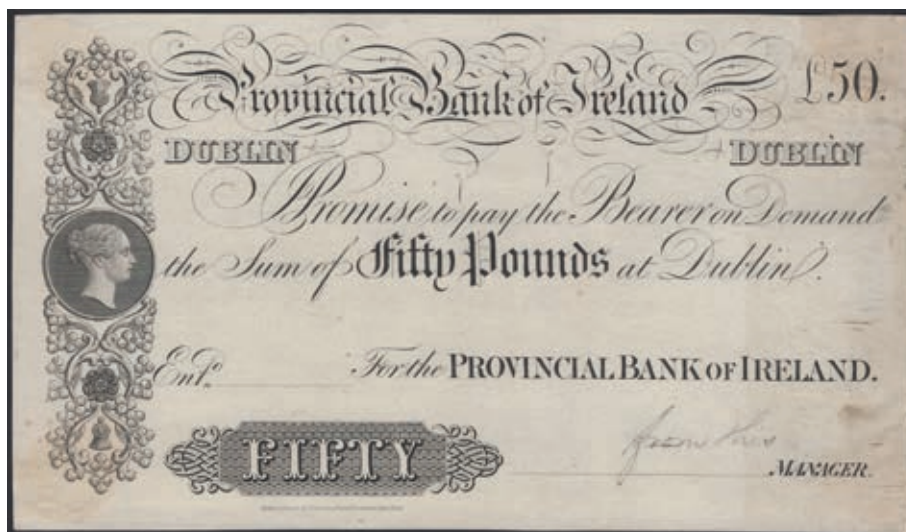 Provincial Bank of Ireland £50.
DUBLIN DUBLIN
Promise to pay the Bearer on Demand
the Sum of Fifty Pounds at Dublin.
Entd. For the PROVINCIAL BANK OF IRELAND.
FIFTY
MANAGER.